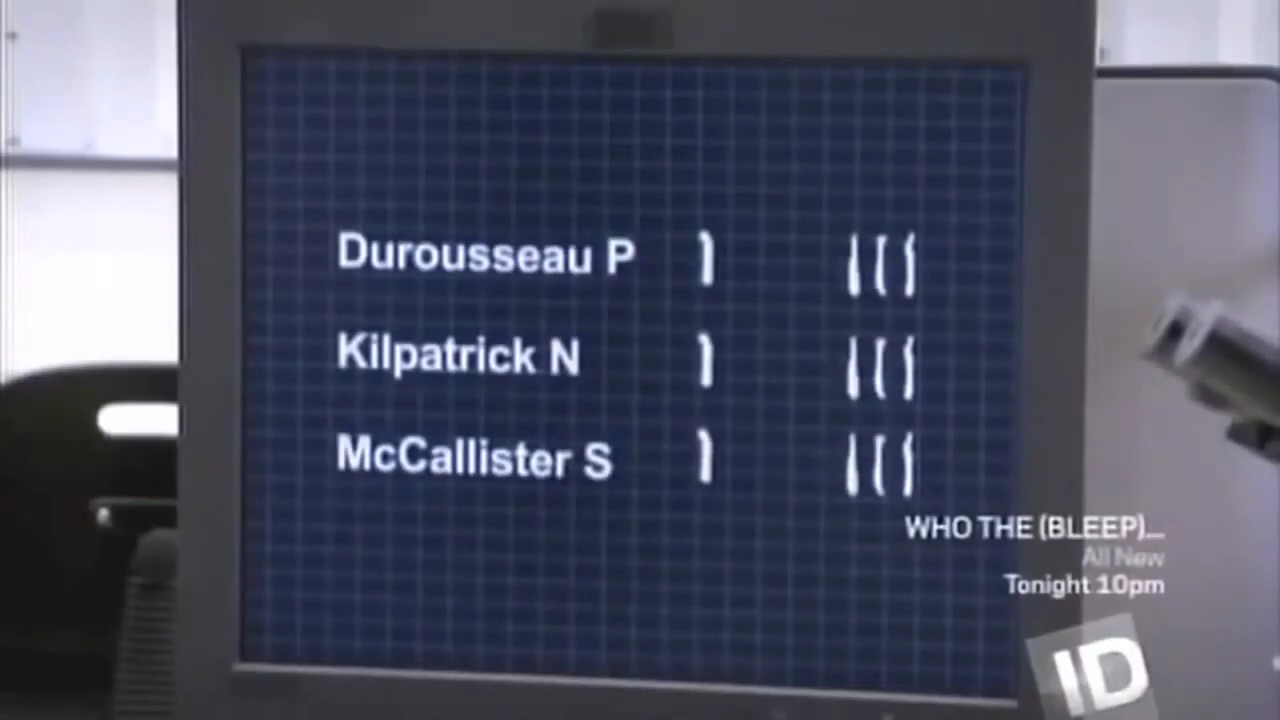 Durousseau P
Kilpatrick N
McCallister S
WHO THE (BLEEP)...
All New
Tonight 10pm
ID